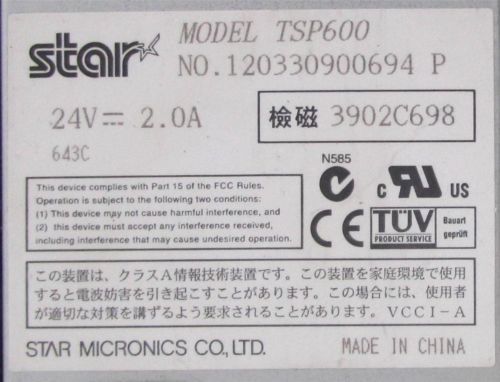 star MODEL TSP600
NO.120330900694 P
24V⎓ 2.0A 檢磁 3902C698
643C
N585
C UL US
This device complies with Part 15 of the FCC Rules.
Operation is subject to the following two conditions:
(1) This device may not cause harmful interference, and
(2) this device must accept any interference received,
including interference that may cause undesired operation.
CE TÜV Bauart
PRODUCT SERVICE geprüft
この装置は、クラスA情報技術装置です。この装置を家庭環境で使用
すると電波妨害を引き起こすことがあります。この場合には、使用者
が適切な対策を講ずるよう要求されることがあります。VCCI-A
STAR MICRONICS CO., LTD. MADE IN CHINA